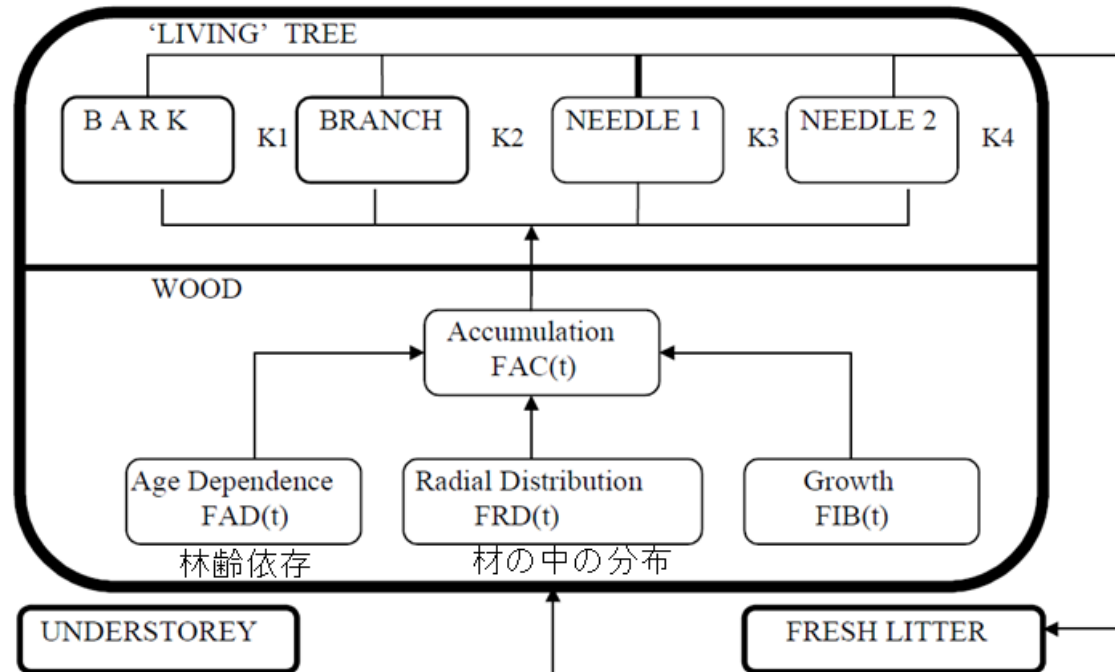 ‘LIVING’ TREE
B A R K
K1
BRANCH
K2
NEEDLE 1
K3
NEEDLE 2
K4
WOOD
Accumulation
FAC(t)
Age Dependence
FAD(t)
Radial Distribution
FRD(t)
Growth
FIB(t)
林齢依存
材の中の分布
UNDERSTOREY
FRESH LITTER